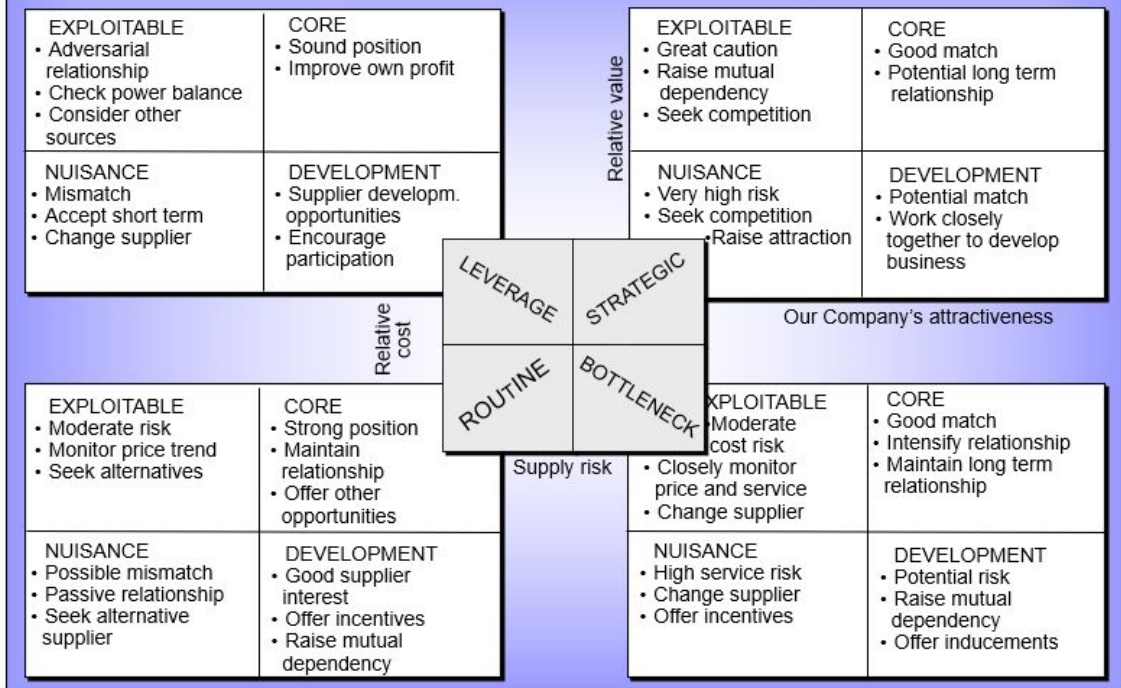 EXPLOITABLE
• Adversarial
relationship
• Check power balance
• Consider other
sources
CORE
• Sound position
• Improve own profit
NUISANCE
• Mismatch
• Accept short term
• Change supplier
DEVELOPMENT
• Supplier developm.
opportunities
• Encourage
participation
Relative value
EXPLOITABLE
• Great caution
• Raise mutual
dependency
• Seek competition
CORE
• Good match
• Potential long term
relationship
NUISANCE
• Very high risk
• Seek competition
•Raise attraction
DEVELOPMENT
• Potential match
• Work closely
together to develop
business
Our Company's attractiveness
LEVERAGE
STRATEGIC
ROUTINE
BOTTLENECK
Relative
cost
Supply risk
EXPLOITABLE
• Moderate risk
• Monitor price trend
• Seek alternatives
CORE
• Strong position
• Maintain
relationship
• Offer other
opportunities
NUISANCE
• Possible mismatch
• Passive relationship
• Seek alternative
supplier
DEVELOPMENT
• Good supplier
interest
• Offer incentives
• Raise mutual
dependency
XPLOITABLE
•Moderate
cost risk
• Closely monitor
price and service
• Change supplier
CORE
• Good match
• Intensify relationship
• Maintain long term
relationship
NUISANCE
• High service risk
• Change supplier
• Offer incentives
DEVELOPMENT
• Potential risk
• Raise mutual
dependency
• Offer inducements